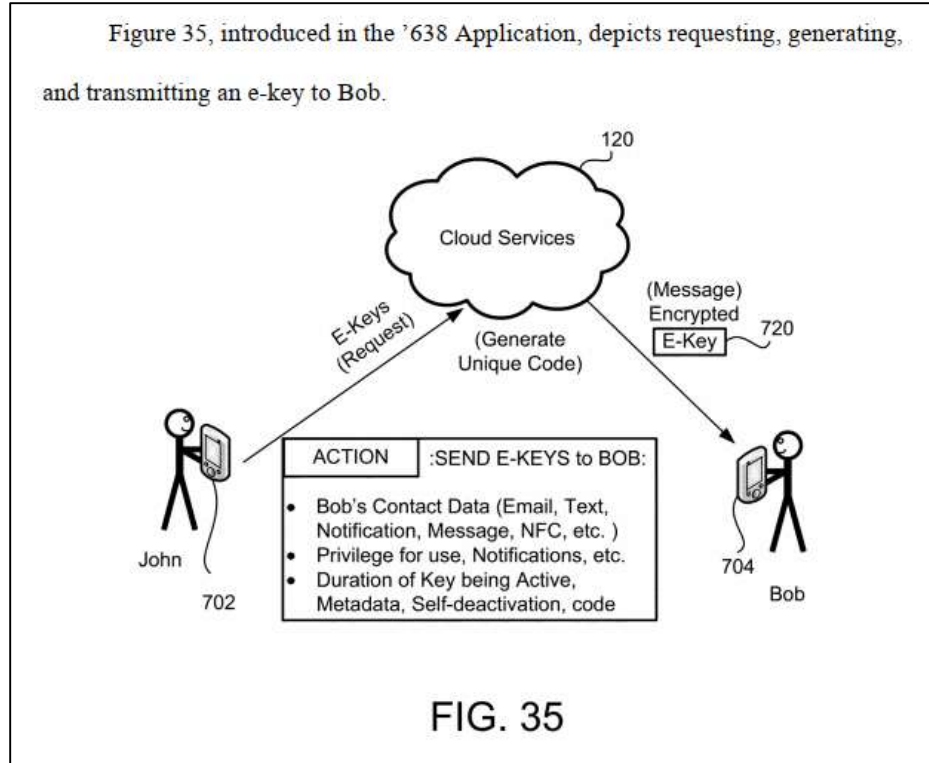 Figure 35, introduced in the ’638 Application, depicts requesting, generating,
and transmitting an e-key to Bob.
120
Cloud Services
E-Keys
(Request)
(Generate
Unique Code)
(Message)
Encrypted
E-Key
720
ACTION :SEND E-KEYS to BOB:
• Bob's Contact Data (Email, Text,
Notification, Message, NFC, etc. )
• Privilege for use, Notifications, etc.
• Duration of Key being Active,
Metadata, Self-deactivation, code
John
702
704
Bob
FIG. 35